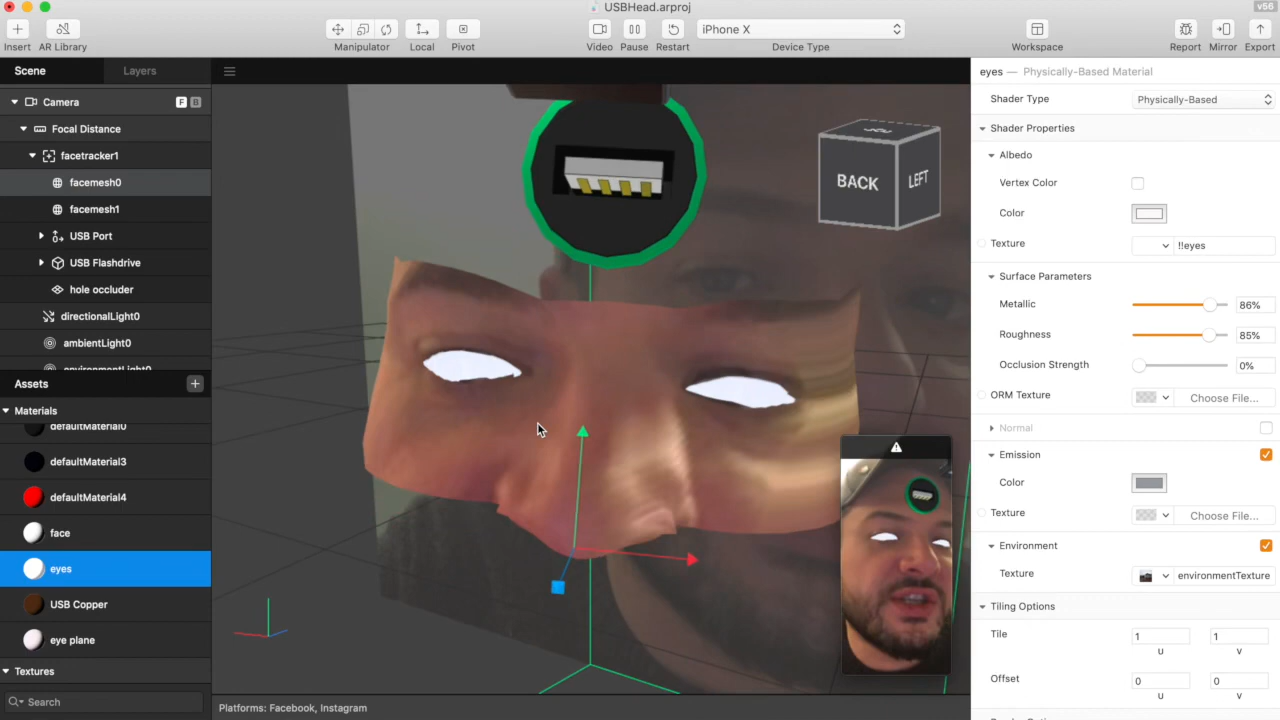 USBHead.arproj
v56
Insert
AR Library
Manipulator
Local
Pivot
Video
Pause
Restart
iPhone X
Device Type
Workspace
Report
Mirror
Export
Scene
Layers
Camera
F
B
Focal Distance
facetracker1
facemesh0
facemesh1
USB Port
USB Flashdrive
hole occluder
directionalLight0
ambientLight0
environmentLight0
Assets
Materials
defaultMaterial0
defaultMaterial3
defaultMaterial4
face
eyes
USB Copper
eye plane
Textures
Search
BACK
LEFT
Platforms: Facebook, Instagram
eyes — Physically-Based Material
Shader Type
Physically-Based
Shader Properties
Albedo
Vertex Color
Color
Texture
!!eyes
Surface Parameters
Metallic
86%
Roughness
85%
Occlusion Strength
0%
ORM Texture
Choose File...
Normal
Emission
Color
Texture
Choose File...
Environment
Texture
environmentTexture
Tiling Options
Tile
1
1
u
v
Offset
0
0
u
v